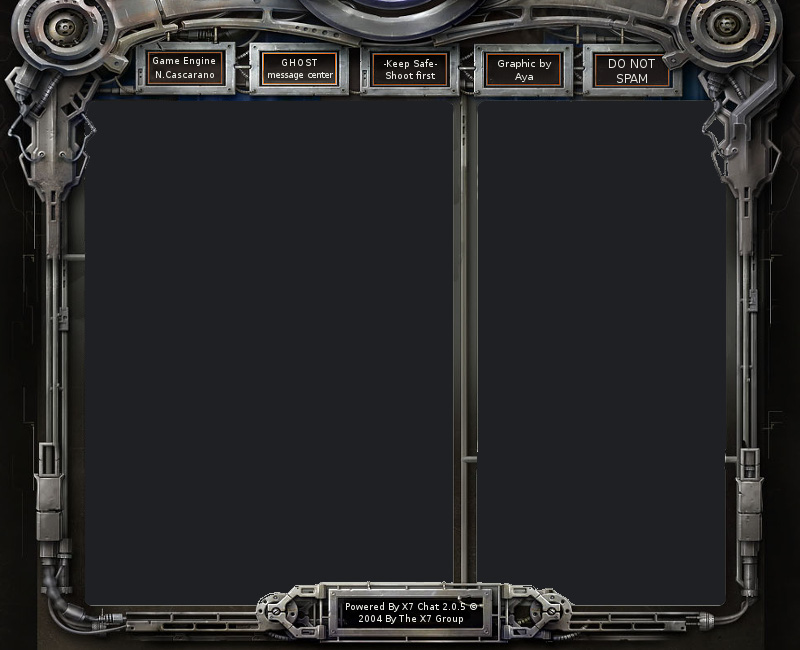 Game Engine
N.Cascarano
GHOST
message center
-Keep Safe-
Shoot first
Graphic by
Aya
DO NOT
SPAM
Powered By X7 Chat 2.0.5 ©
2004 By The X7 Group